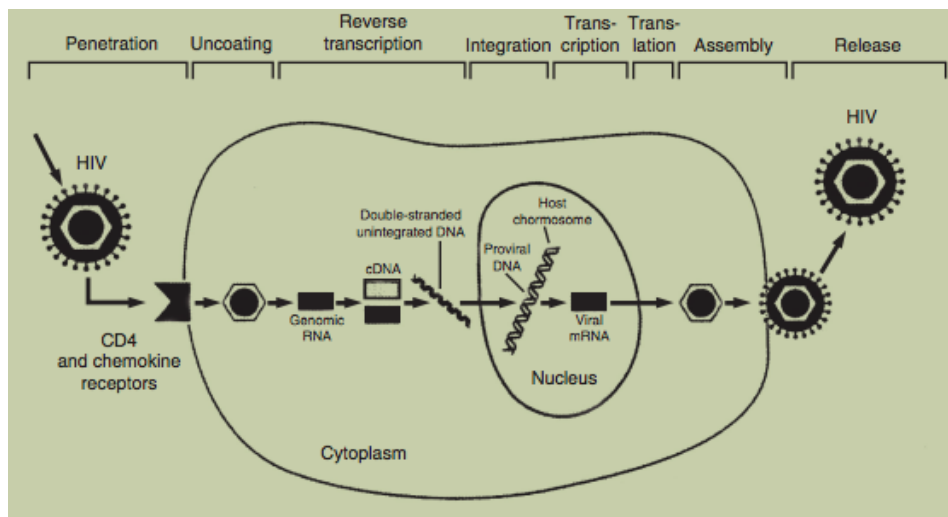 Penetration
Uncoating
Reverse
transcription
Integration
Trans-
cription
Trans-
lation
Assembly
Release
HIV
HIV
Host
chormosome
Double-stranded
unintegrated DNA
Proviral
DNA
cDNA
Genomic
RNA
Viral
mRNA
CD4
and chemokine
receptors
Nucleus
Cytoplasm